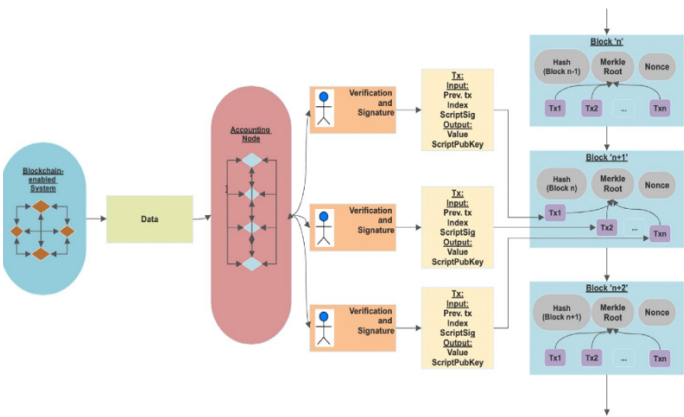 Blockchain-
enabled
System
Data
Accounting
Node
Verification
and
Signature
Verification
and
Signature
Verification
and
Signature
Tx:
Input:
Prev. tx
Index
ScriptSig
Output:
Value
ScriptPubKey
Tx:
Input:
Prev. tx
Index
ScriptSig
Output:
Value
ScriptPubKey
Tx:
Input:
Prev. tx
Index
ScriptSig
Output:
Value
ScriptPubKey
Block 'n'
Hash
(Block n-1)
Merkle
Root
Nonce
Tx1 Tx2 ... Txn
Block 'n+1'
Hash
(Block n)
Merkle
Root
Nonce
Tx1
Tx2 ... Txn
Block 'n+2'
Hash
(Block n+1)
Merkle
Root
Nonce
Tx1 Tx2 ... Txn